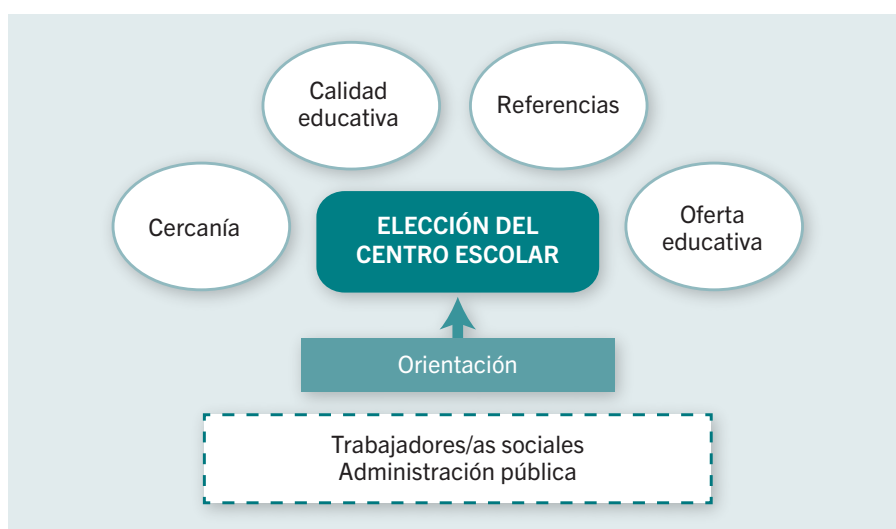 Calidad
educativa
Referencias
Cercanía
ELECCIÓN DEL
CENTRO ESCOLAR
Oferta
educativa
Orientación
Trabajadores/as sociales
Administración pública